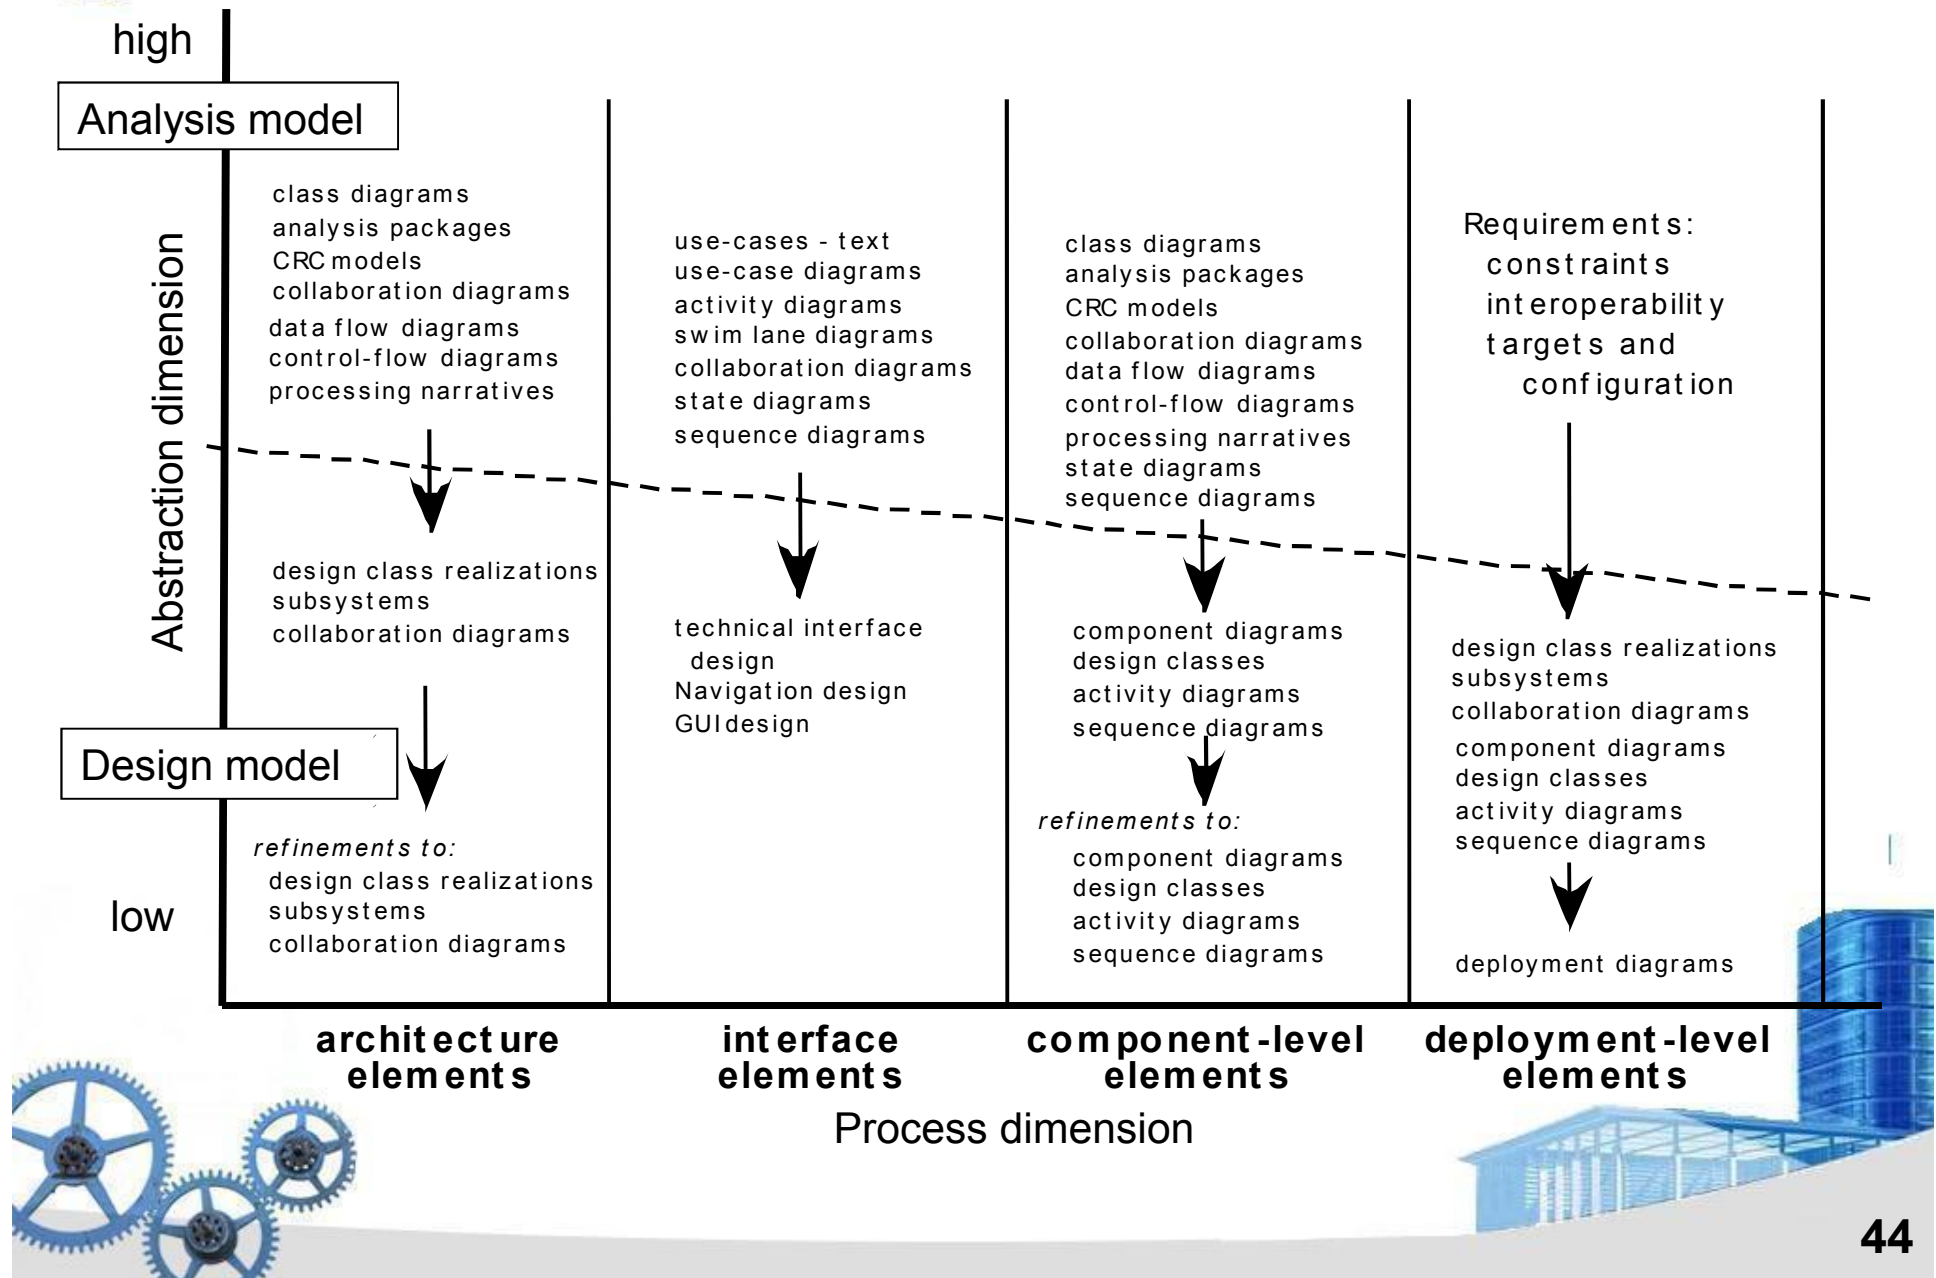 high
Analysis model
Abstraction dimension
class diagrams
analysis packages
CRC models
collaboration diagrams
data flow diagrams
control-flow diagrams
processing narratives
design class realizations
subsystems
collaboration diagrams
Design model
refinements to:
design class realizations
subsystems
collaboration diagrams
low
use-cases - text
use-case diagrams
activity diagrams
swim lane diagrams
collaboration diagrams
state diagrams
sequence diagrams
technical interface
design
Navigation design
GUI design
class diagrams
analysis packages
CRC models
collaboration diagrams
data flow diagrams
control-flow diagrams
processing narratives
state diagrams
sequence diagrams
component diagrams
design classes
activity diagrams
sequence diagrams
refinements to:
component diagrams
design classes
activity diagrams
sequence diagrams
Requirements:
constraints
interoperability
targets and
configuration
design class realizations
subsystems
collaboration diagrams
component diagrams
design classes
activity diagrams
sequence diagrams
deployment diagrams
architecture
elements
interface
elements
component-level
elements
deployment-level
elements
Process dimension
44